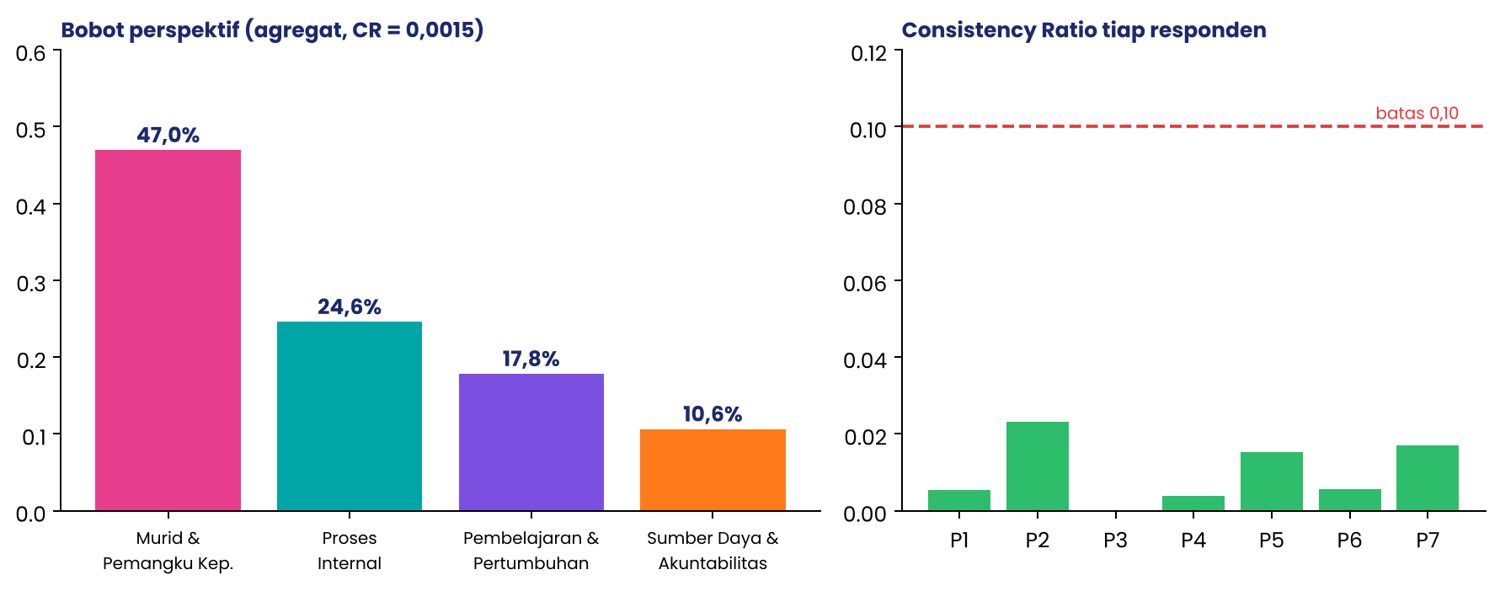 Bobot perspektif (agregat, CR = 0,0015)
0.6
0.5
0.4
0.3
0.2
0.1
0.0
47,0%
24,6%
17,8%
10,6%
Murid &
Pemangku Kep.
Proses
Internal
Pembelajaran &
Pertumbuhan
Sumber Daya &
Akuntabilitas
Consistency Ratio tiap responden
0.12
0.10
0.08
0.06
0.04
0.02
0.00
batas 0,10
P1
P2
P3
P4
P5
P6
P7